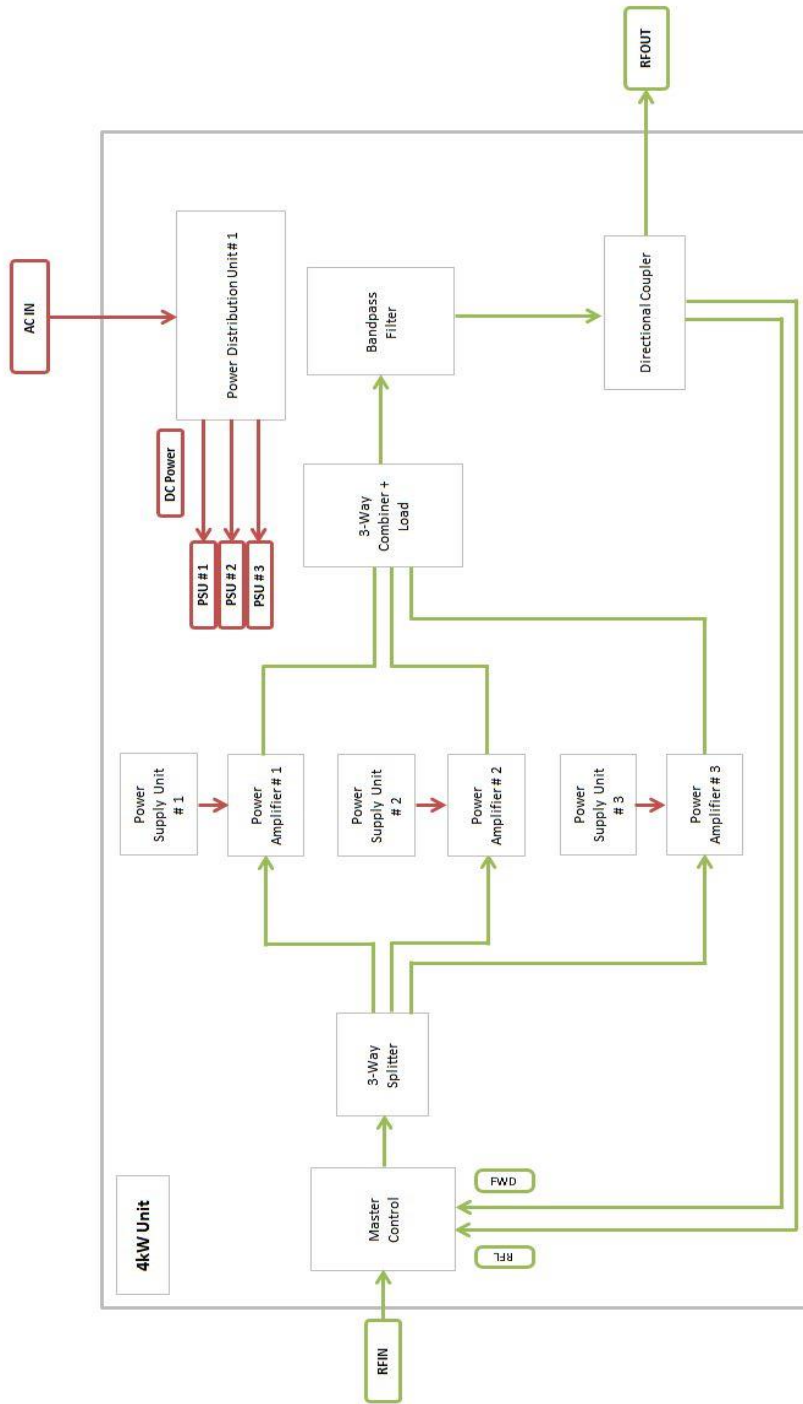 4kW Unit
AC IN
RFIN
Master
Control
RFL
FWD
3-Way
Splitter
Power
Supply Unit
# 1
Power
Amplifier # 1
Power
Supply Unit
# 2
Power
Amplifier # 2
Power
Supply Unit
# 3
Power
Amplifier # 3
PSU # 1
PSU # 2
PSU # 3
DC Power
Power Distribution Unit # 1
3-Way
Combiner +
Load
Bandpass
Filter
Directional Coupler
RFOUT